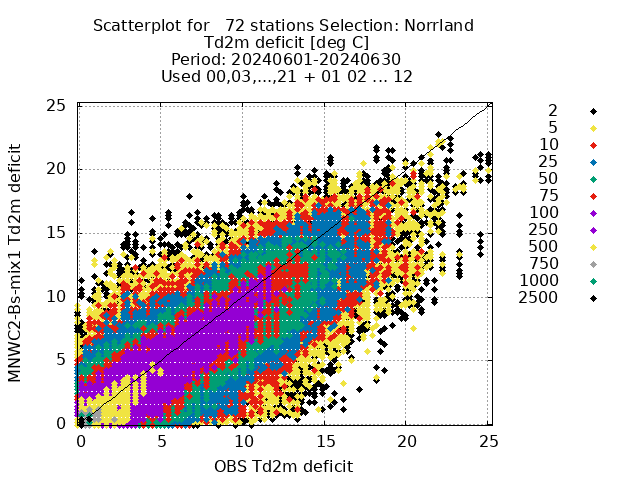 Scatterplot for   72 stations Selection: Norrland
Td2m deficit [deg C]
Period: 20240601-20240630
Used 00,03,...,21 + 01 02 ... 12
MNWC2-Bs-mix1 Td2m deficit
25
20
15
10
5
0
0 5 10 15 20 25
OBS Td2m deficit
2
5
10
25
50
75
100
250
500
750
1000
2500